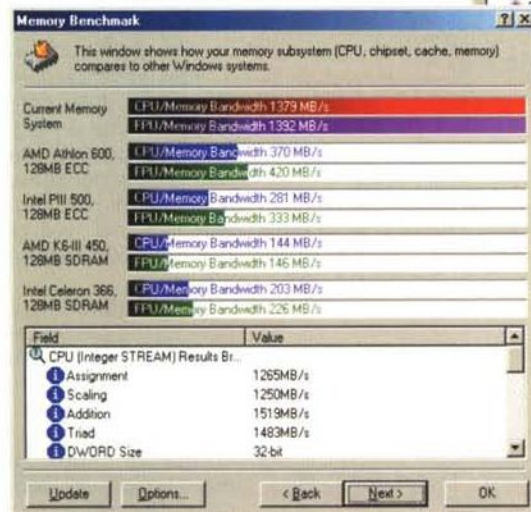 Memory Benchmark
This window shows how your memory subsystem (CPU, chipset, cache, memory)
compares to other Windows systems.
Current Memory
System
CPU/Memory Bandwidth 1379 MB/s
FPU/Memory Bandwidth 1392 MB/s
AMD Athlon 600,
128MB ECC
CPU/Memory Bandwidth 370 MB/s
FPU/Memory Bandwidth 420 MB/s
Intel PIII 500,
128MB ECC
CPU/Memory Bandwidth 281 MB/s
FPU/Memory Bandwidth 333 MB/s
AMD K6-III 450,
128MB SDRAM
CPU/Memory Bandwidth 144 MB/s
FPU/Memory Bandwidth 146 MB/s
Intel Celeron 366,
128MB SDRAM
CPU/Memory Bandwidth 203 MB/s
FPU/Memory Bandwidth 226 MB/s
Field Value
CPU (Integer STREAM) Results Br...
Assignment 1265MB/s
Scaling 1250MB/s
Addition 1519MB/s
Triad 1483MB/s
DWORD Size 32-bit
Update Options... < Back Next > OK